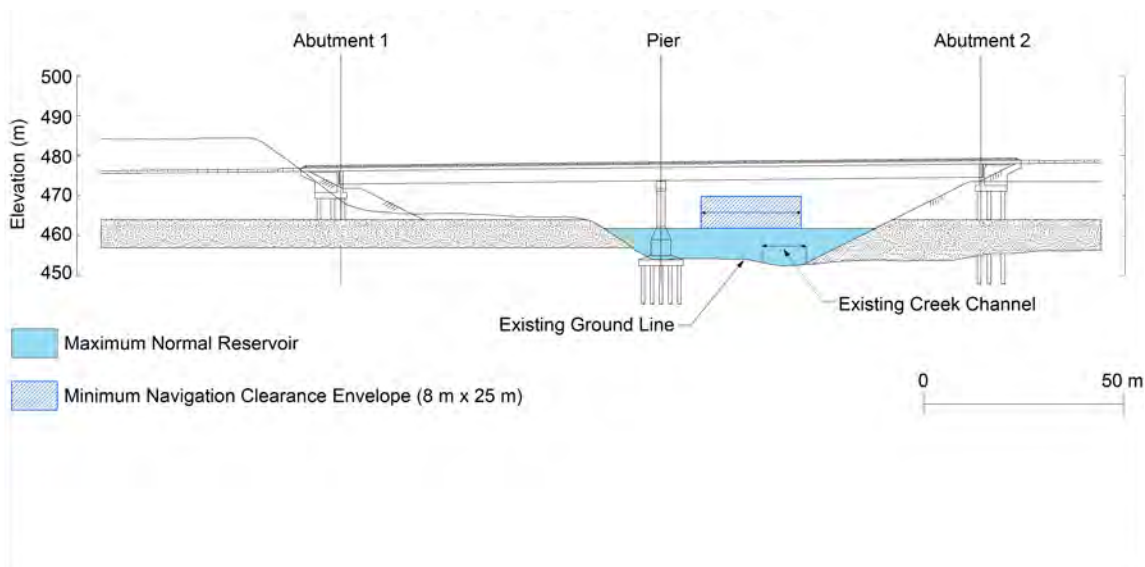 Abutment 1
Pier
Abutment 2
Elevation (m)
500
490
480
470
460
450
Existing Creek Channel
Existing Ground Line
Maximum Normal Reservoir
Minimum Navigation Clearance Envelope (8 m x 25 m)
0
50 m